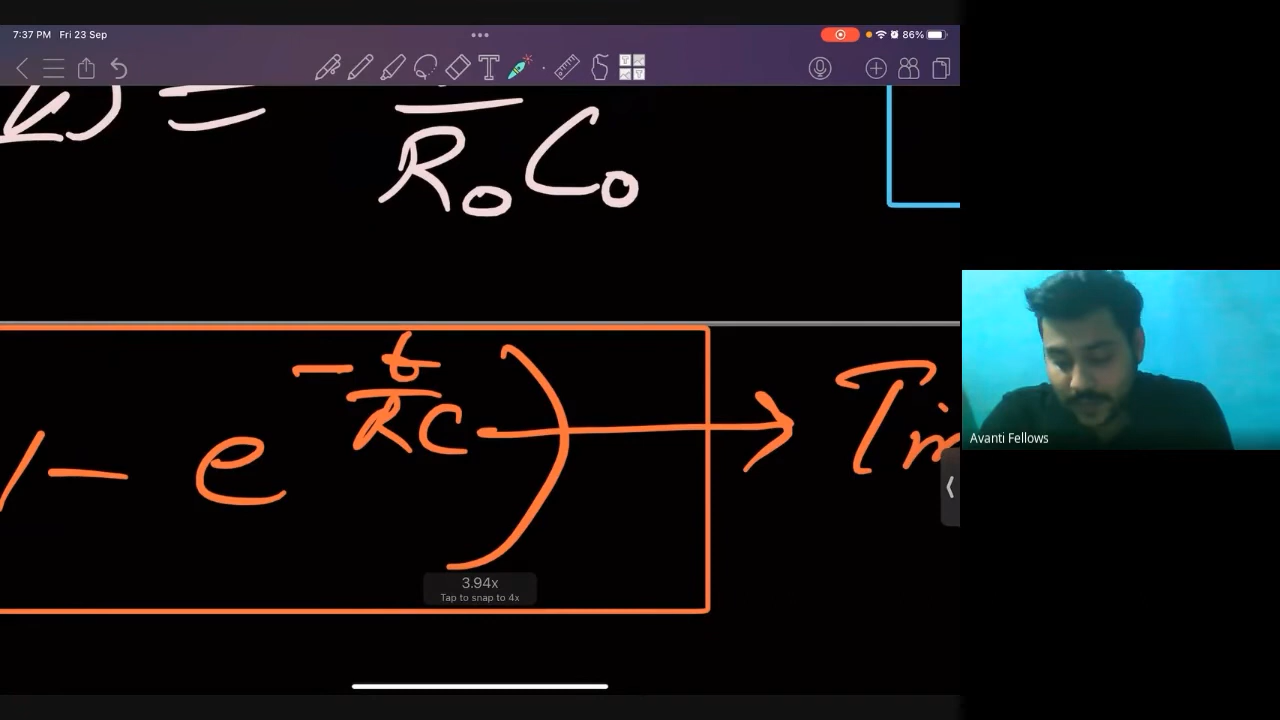 7:37 PM Fri 23 Sep
86%
=
R₀C₀
1 - e^(-t/RC) → Tim
3.94x
Tap to snap to 4x
Avanti Fellows